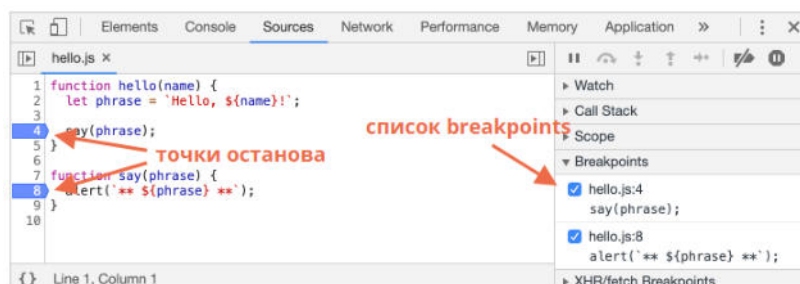 Elements Console Sources Network Performance Memory Application »
hello.js ×
1 function hello(name) {
2 let phrase = `Hello, ${name}!`;
3
4 say(phrase);
5 }
6
7 function say(phrase) {
8 alert(`** ${phrase} **`);
9 }
10
точки останова
список breakpoints
Watch
Call Stack
Scope
Breakpoints
hello.js:4
say(phrase);
hello.js:8
alert(`** ${phrase} **`);
XHR/fetch Breakpoints
{} Line 1, Column 1